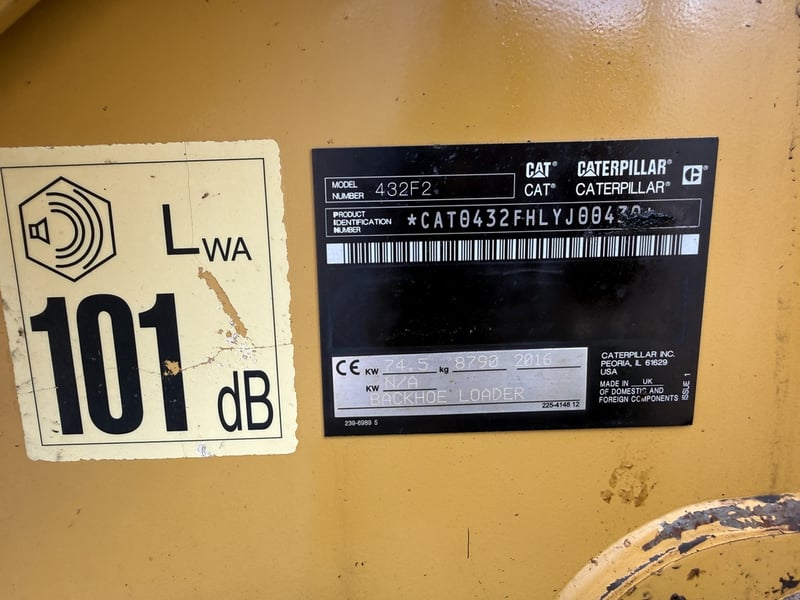 LWA
101
dB
CAT® CATERPILLAR®
CAT® CATERPILLAR®
MODEL NUMBER 432F2
PRODUCT IDENTIFICATION NUMBER *CAT0432FHLYJ00430*
CE KW 74.5 kg 8790 2016
KW N/A
BACKHOE LOADER
225-4148 12
239-6989 5
CATERPILLAR INC.
PEORIA, IL 61629
USA
MADE IN UK
OF DOMESTIC AND
FOREIGN COMPONENTS
ISSUE 1